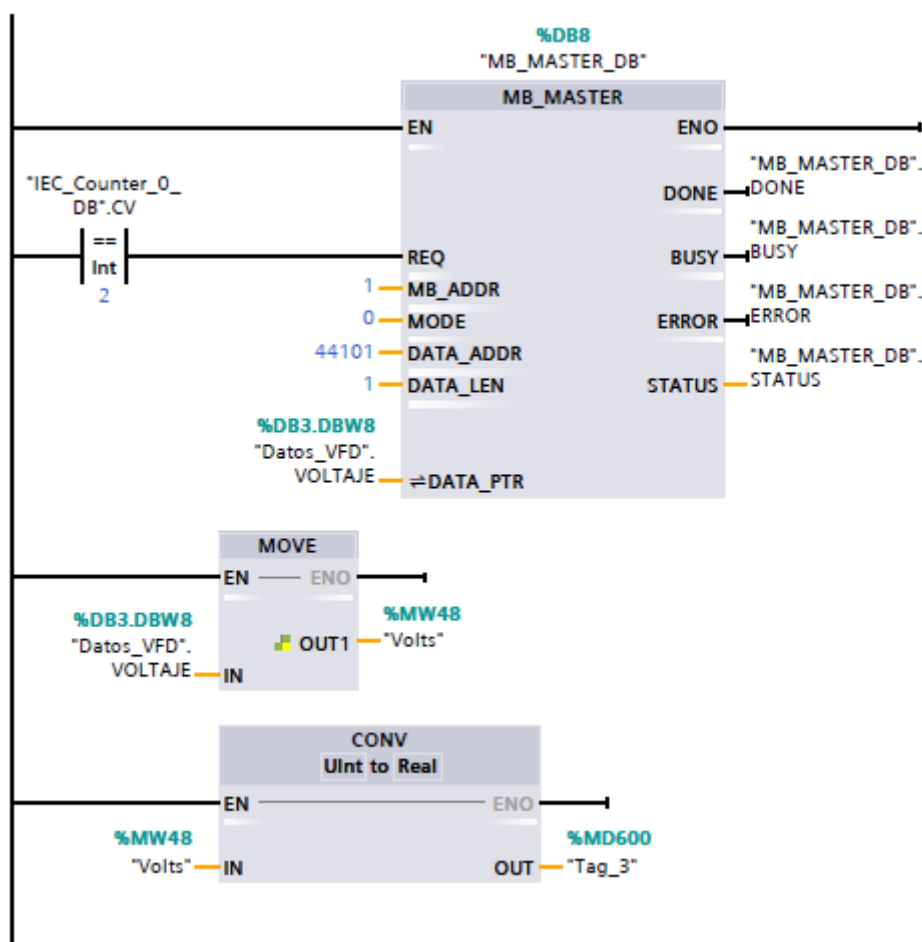 %DB8
"MB_MASTER_DB"
MB_MASTER
EN
ENO
"IEC_Counter_0_
DB".CV
==
Int
2
REQ
DONE
"MB_MASTER_DB".
DONE
BUSY
"MB_MASTER_DB".
BUSY
1
MB_ADDR
0
MODE
ERROR
"MB_MASTER_DB".
ERROR
44101
DATA_ADDR
1
DATA_LEN
STATUS
"MB_MASTER_DB".
STATUS
%DB3.DBW8
"Datos_VFD".
VOLTAJE
DATA_PTR
MOVE
EN
ENO
%DB3.DBW8
"Datos_VFD".
VOLTAJE
IN
OUT1
%MW48
"Volts"
CONV
UInt to Real
EN
ENO
%MW48
"Volts"
IN
OUT
%MD600
"Tag_3"